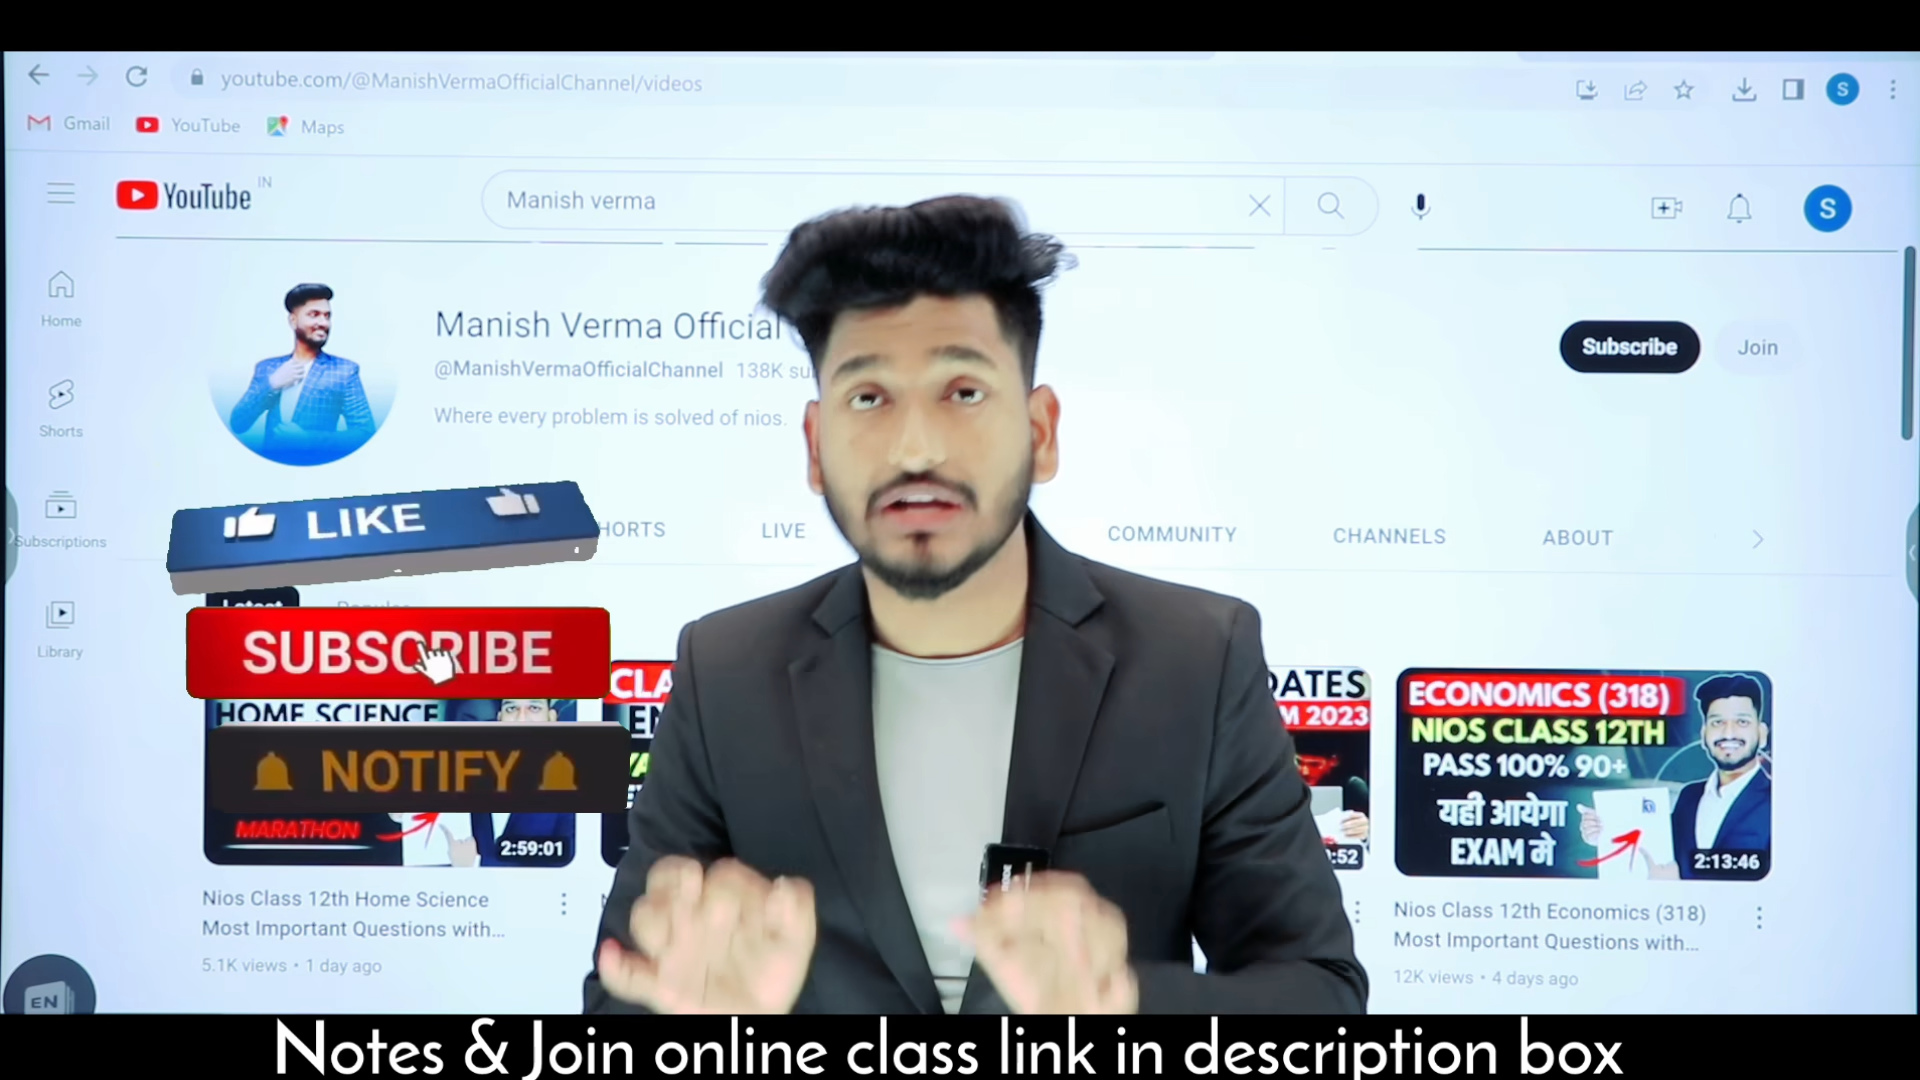 youtube.com/@ManishVermaOfficialChannel/videos
S
Gmail YouTube Maps
YouTube IN
Manish verma
S
Home
Shorts
Subscriptions
Library
Manish Verma Official
@ManishVermaOfficialChannel 138K
Where every problem is solved of nios.
Subscribe Join
LIVE COMMUNITY CHANNELS ABOUT
LIKE
Latest Popular
SUBSCRIBE
HOME SCIENCE
NOTIFY
MARATHON
2:59:01
M 2023
:52
ECONOMICS (318)
NIOS CLASS 12TH
PASS 100% 90+
यही आयेगा
EXAM मे
2:13:46
Nios Class 12th Home Science
Most Important Questions with...
5.1K views • 1 day ago
Nios Class 12th Economics (318)
Most Important Questions with...
12K views • 4 days ago
EN
Notes & Join online class link in description box